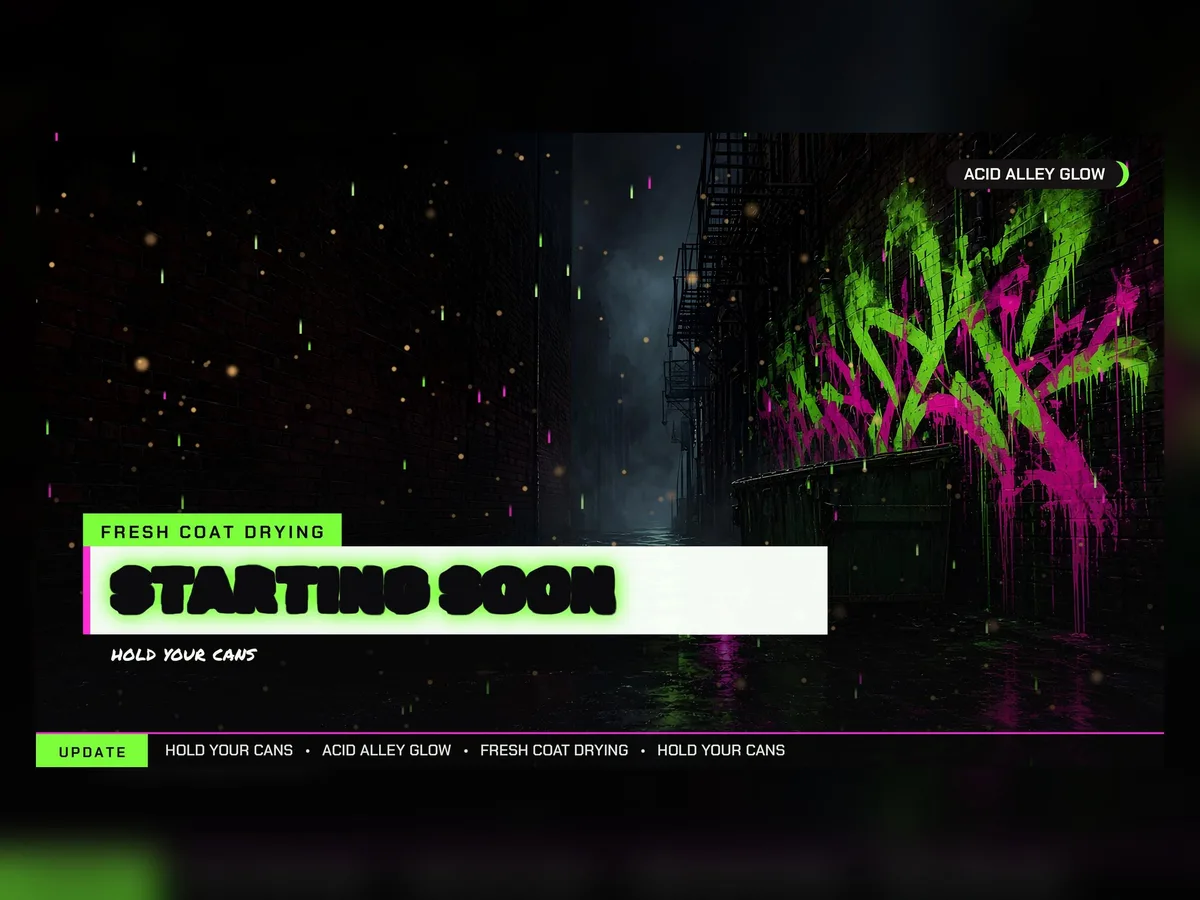 ACID ALLEY GLOW
FRESH COAT DRYING
STARTING SOON
HOLD YOUR CANS
UPDATE HOLD YOUR CANS • ACID ALLEY GLOW • FRESH COAT DRYING • HOLD YOUR CANS